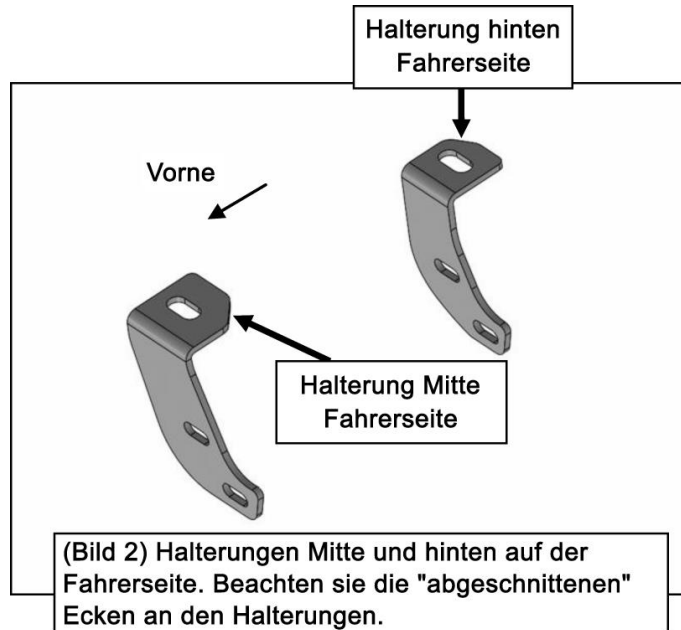 Halterung hinten
Fahrerseite
Vorne
Halterung Mitte
Fahrerseite
(Bild 2) Halterungen Mitte und hinten auf der
Fahrerseite. Beachten sie die "abgeschnittenen"
Ecken an den Halterungen.